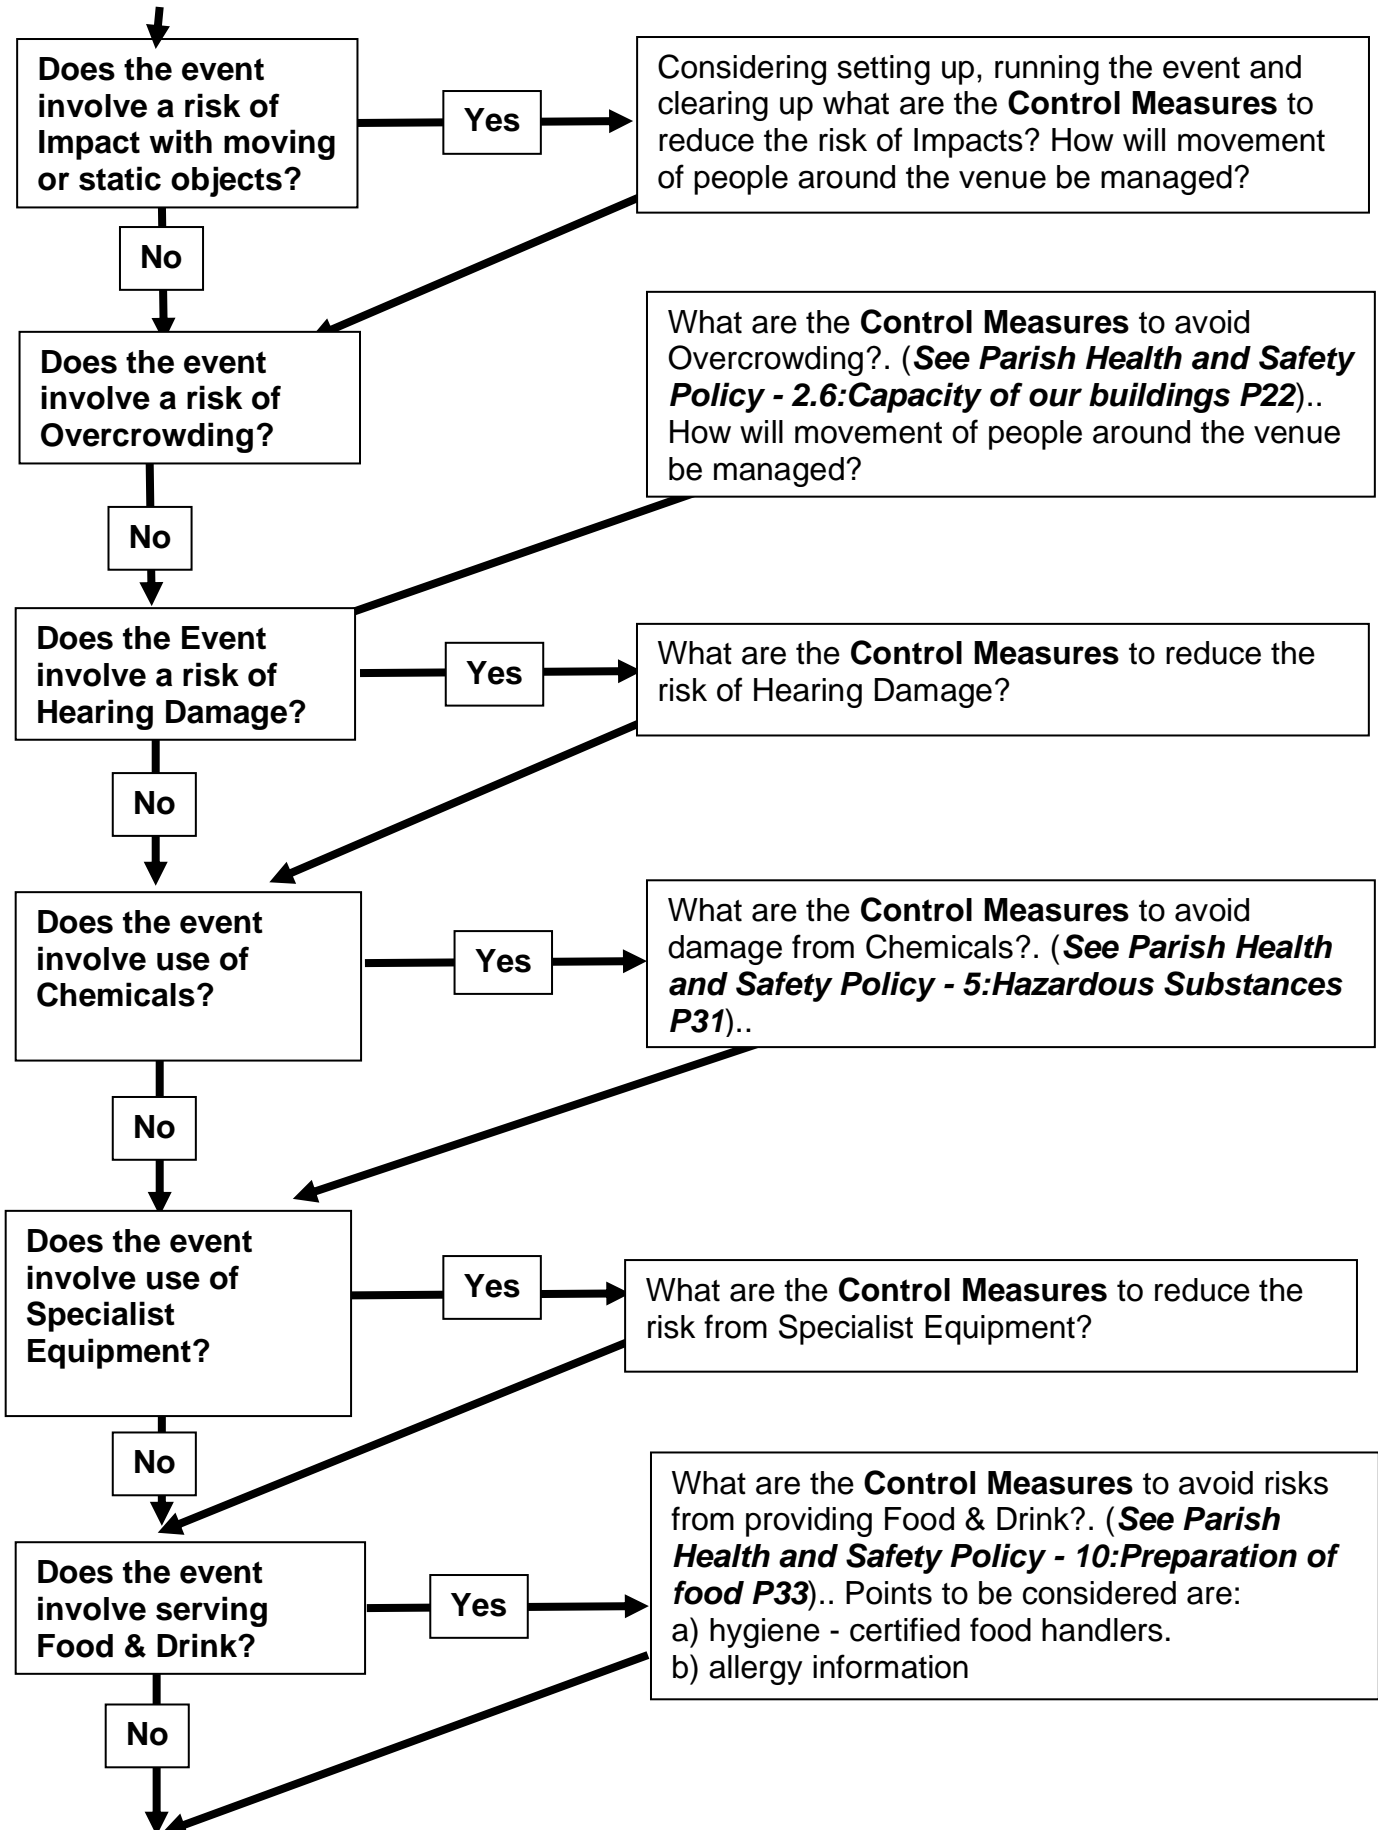 Does the event
involve a risk of
Impact with moving
or static objects?
Yes
Considering setting up, running the event and
clearing up what are the Control Measures to
reduce the risk of Impacts? How will movement
of people around the venue be managed?
No
Does the event
involve a risk of
Overcrowding?
What are the Control Measures to avoid
Overcrowding?. (See Parish Health and Safety
Policy - 2.6:Capacity of our buildings P22)..
How will movement of people around the venue
be managed?
No
Does the Event
involve a risk of
Hearing Damage?
Yes
What are the Control Measures to reduce the
risk of Hearing Damage?
No
Does the event
involve use of
Chemicals?
Yes
What are the Control Measures to avoid
damage from Chemicals?. (See Parish Health
and Safety Policy - 5:Hazardous Substances
P31)..
No
Does the event
involve use of
Specialist
Equipment?
Yes
What are the Control Measures to reduce the
risk from Specialist Equipment?
No
Does the event
involve serving
Food & Drink?
Yes
What are the Control Measures to avoid risks
from providing Food & Drink?. (See Parish
Health and Safety Policy - 10:Preparation of
food P33).. Points to be considered are:
a) hygiene - certified food handlers.
b) allergy information
No